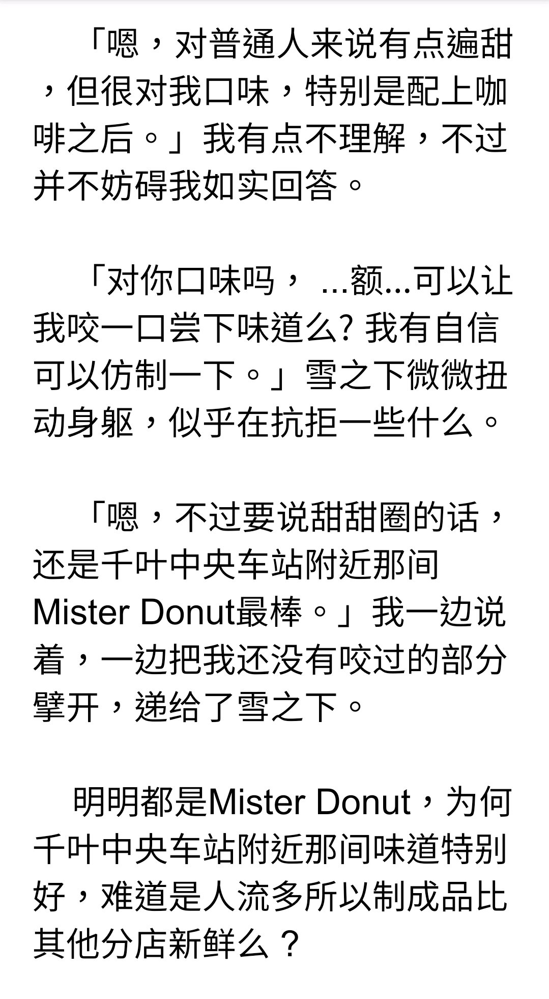 「嗯，对普通人来说有点遍甜
，但很对我口味，特别是配上咖
啡之后。」我有点不理解，不过
并不妨碍我如实回答。
「对你口味吗， ...额...可以让
我咬一口尝下味道么? 我有自信
可以仿制一下。」雪之下微微扭
动身躯，似乎在抗拒一些什么。
「嗯，不过要说甜甜圈的话，
还是千叶中央车站附近那间
Mister Donut最棒。」我一边说
着，一边把我还没有咬过的部分
擘开，递给了雪之下。
明明都是Mister Donut，为何
千叶中央车站附近那间味道特别
好，难道是人流多所以制成品比
其他分店新鲜么？